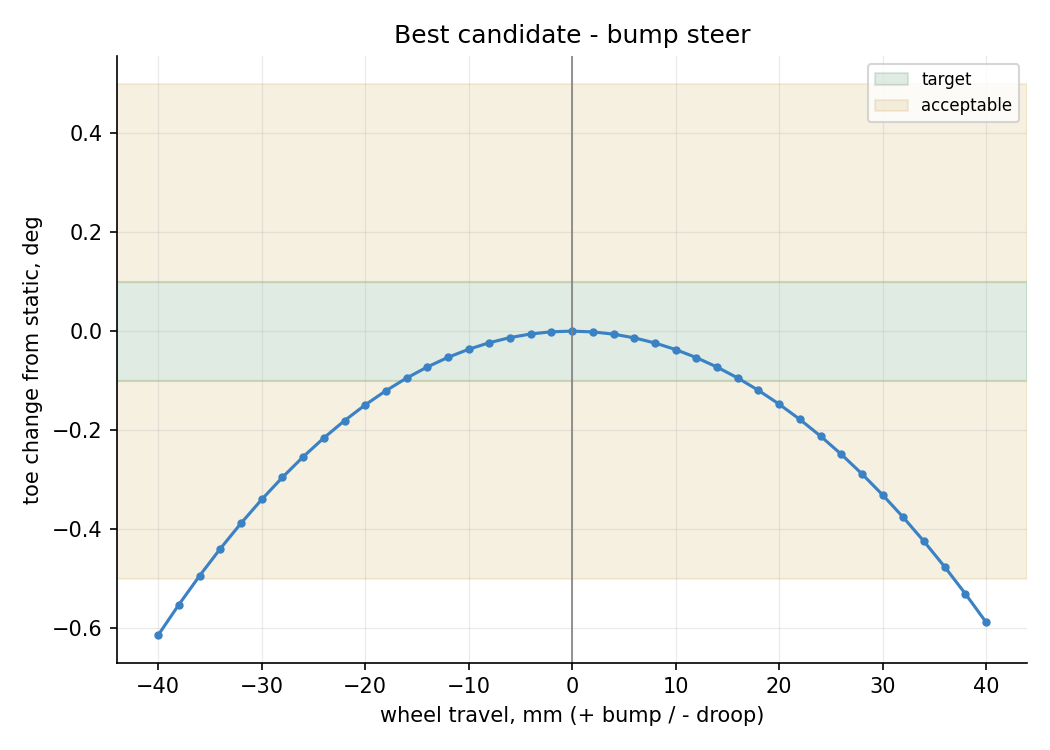 Best candidate - bump steer
target
acceptable
toe change from static, deg
0.4
0.2
0.0
−0.2
−0.4
−0.6
−40 −30 −20 −10 0 10 20 30 40
wheel travel, mm (+ bump / - droop)